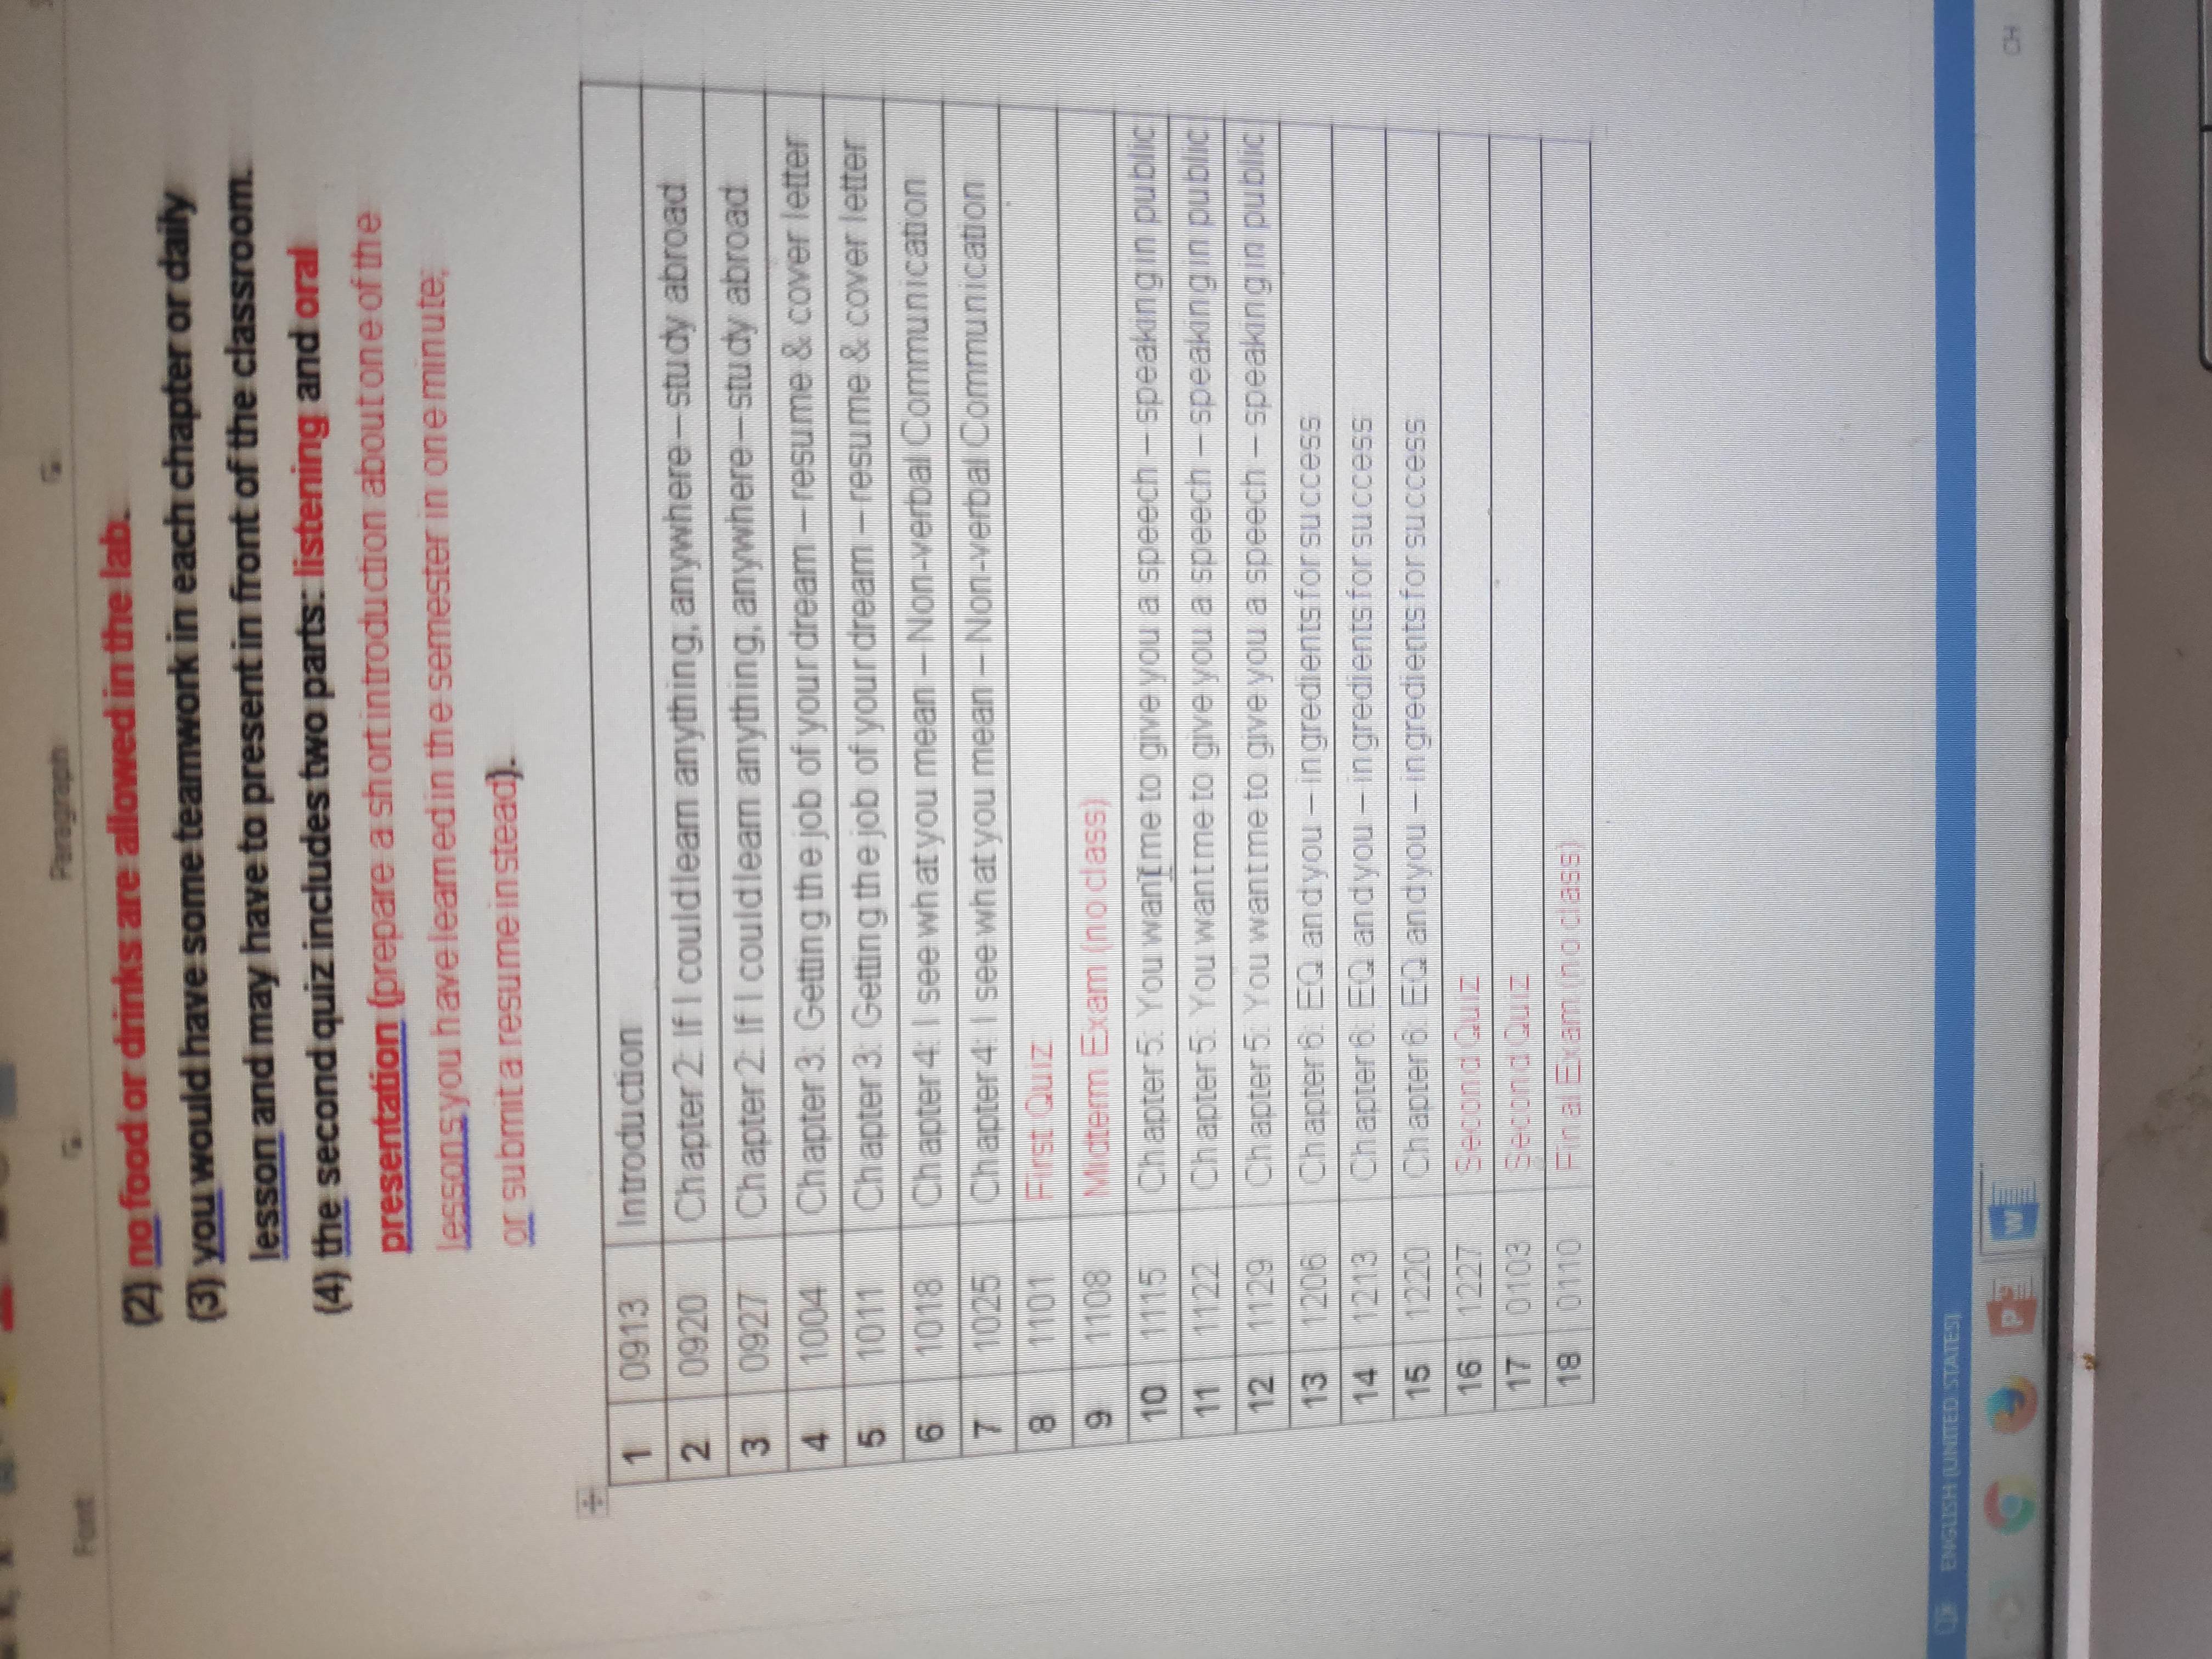 Font Paragraph
(2) no food or drinks are allowed in the lab.
(3) you would have some teamwork in each chapter or daily
lesson and may have to present in front of the classroom.
(4) the second quiz includes two parts: listening and oral
presentation (prepare a short introduction about one of the
lessons you have learned in the semester in one minute;
or submit a resume instead).
1 0913 Introduction
2 0920 Chapter 2: If I could learn anything, anywhere – study abroad
3 0927 Chapter 2: If I could learn anything, anywhere – study abroad
4 1004 Chapter 3: Getting the job of your dream – resume & cover letter
5 1011 Chapter 3: Getting the job of your dream – resume & cover letter
6 1018 Chapter 4: I see what you mean – Non-verbal Communication
7 1025 Chapter 4: I see what you mean – Non-verbal Communication
8 1101 First Quiz
9 1108 Midterm Exam (no class)
10 1115 Chapter 5: You want me to give you a speech – speaking in public
11 1122 Chapter 5: You want me to give you a speech – speaking in public
12 1129 Chapter 5: You want me to give you a speech – speaking in public
13 1206 Chapter 6: EQ and you – ingredients for success
14 1213 Chapter 6: EQ and you – ingredients for success
15 1220 Chapter 6: EQ and you – ingredients for success
16 1227 Second Quiz
17 0103 Second Quiz
18 0110 Final Exam (no class)
ENGLISH (UNITED STATES)
CH